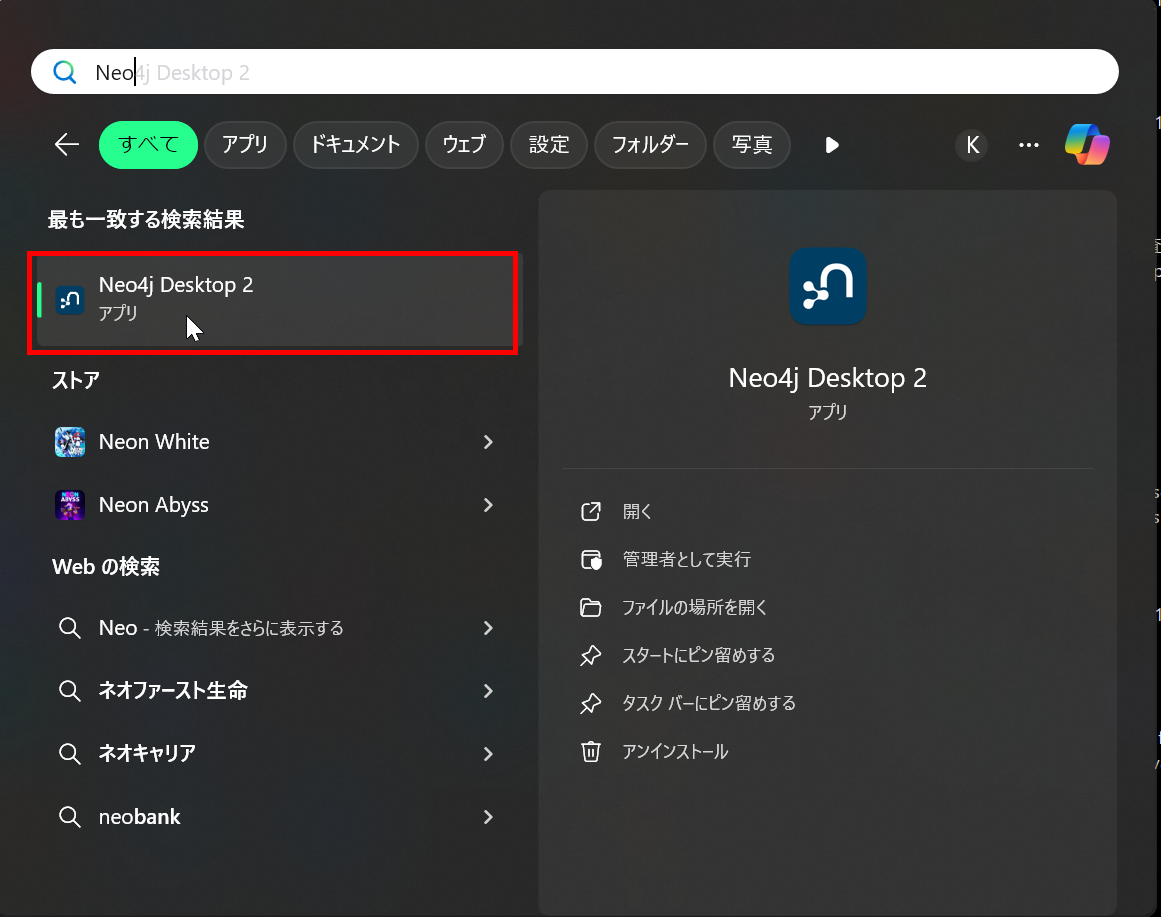 Neo4j Desktop 2
すべて
アプリ
ドキュメント
ウェブ
設定
フォルダー
写真
K
最も一致する検索結果
Neo4j Desktop 2
アプリ
ストア
Neon White
Neon Abyss
Web の検索
Neo - 検索結果をさらに表示する
ネオファースト生命
ネオキャリア
neobank
Neo4j Desktop 2
アプリ
開く
管理者として実行
ファイルの場所を開く
スタートにピン留めする
タスク バーにピン留めする
アンインストール